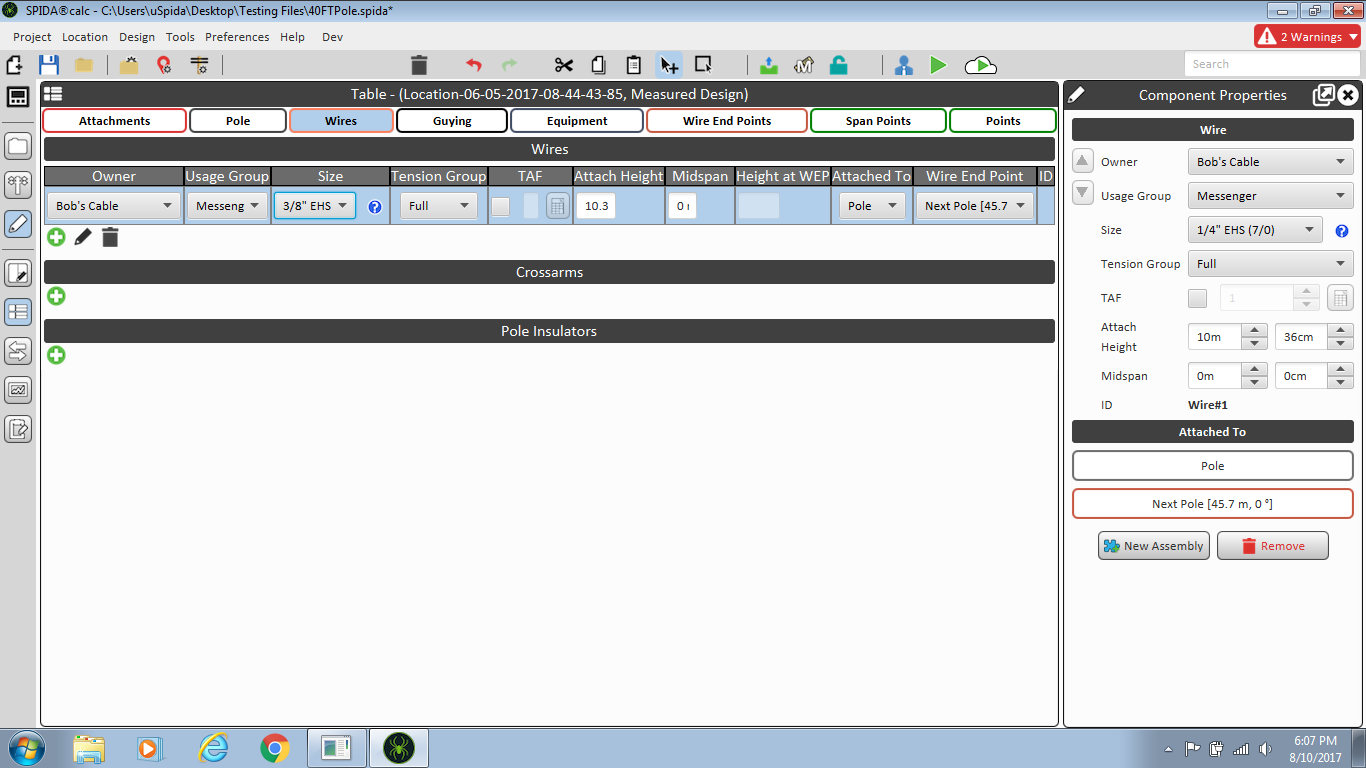 SPIDA®calc - C:\Users\uSpida\Desktop\Testing Files\40FTPole.spida*
Project Location Design Tools Preferences Help Dev
2 Warnings
Search
Table - (Location-06-05-2017-08-44-43-85, Measured Design)
Attachments Pole Wires Guying Equipment Wire End Points Span Points Points
Wires
Owner Usage Group Size Tension Group TAF Attach Height Midspan Height at WEP Attached To Wire End Point ID
Bob's Cable Messeng 3/8" EHS Full 10.3 0 Pole Next Pole [45.7
Crossarms
Pole Insulators
Component Properties
Wire
Owner Bob's Cable
Usage Group Messenger
Size 1/4" EHS (7/0)
Tension Group Full
TAF 1
Attach
Height
10m 36cm
Midspan 0m 0cm
ID Wire#1
Attached To
Pole
Next Pole [45.7 m, 0 °]
New Assembly Remove
6:07 PM
8/10/2017